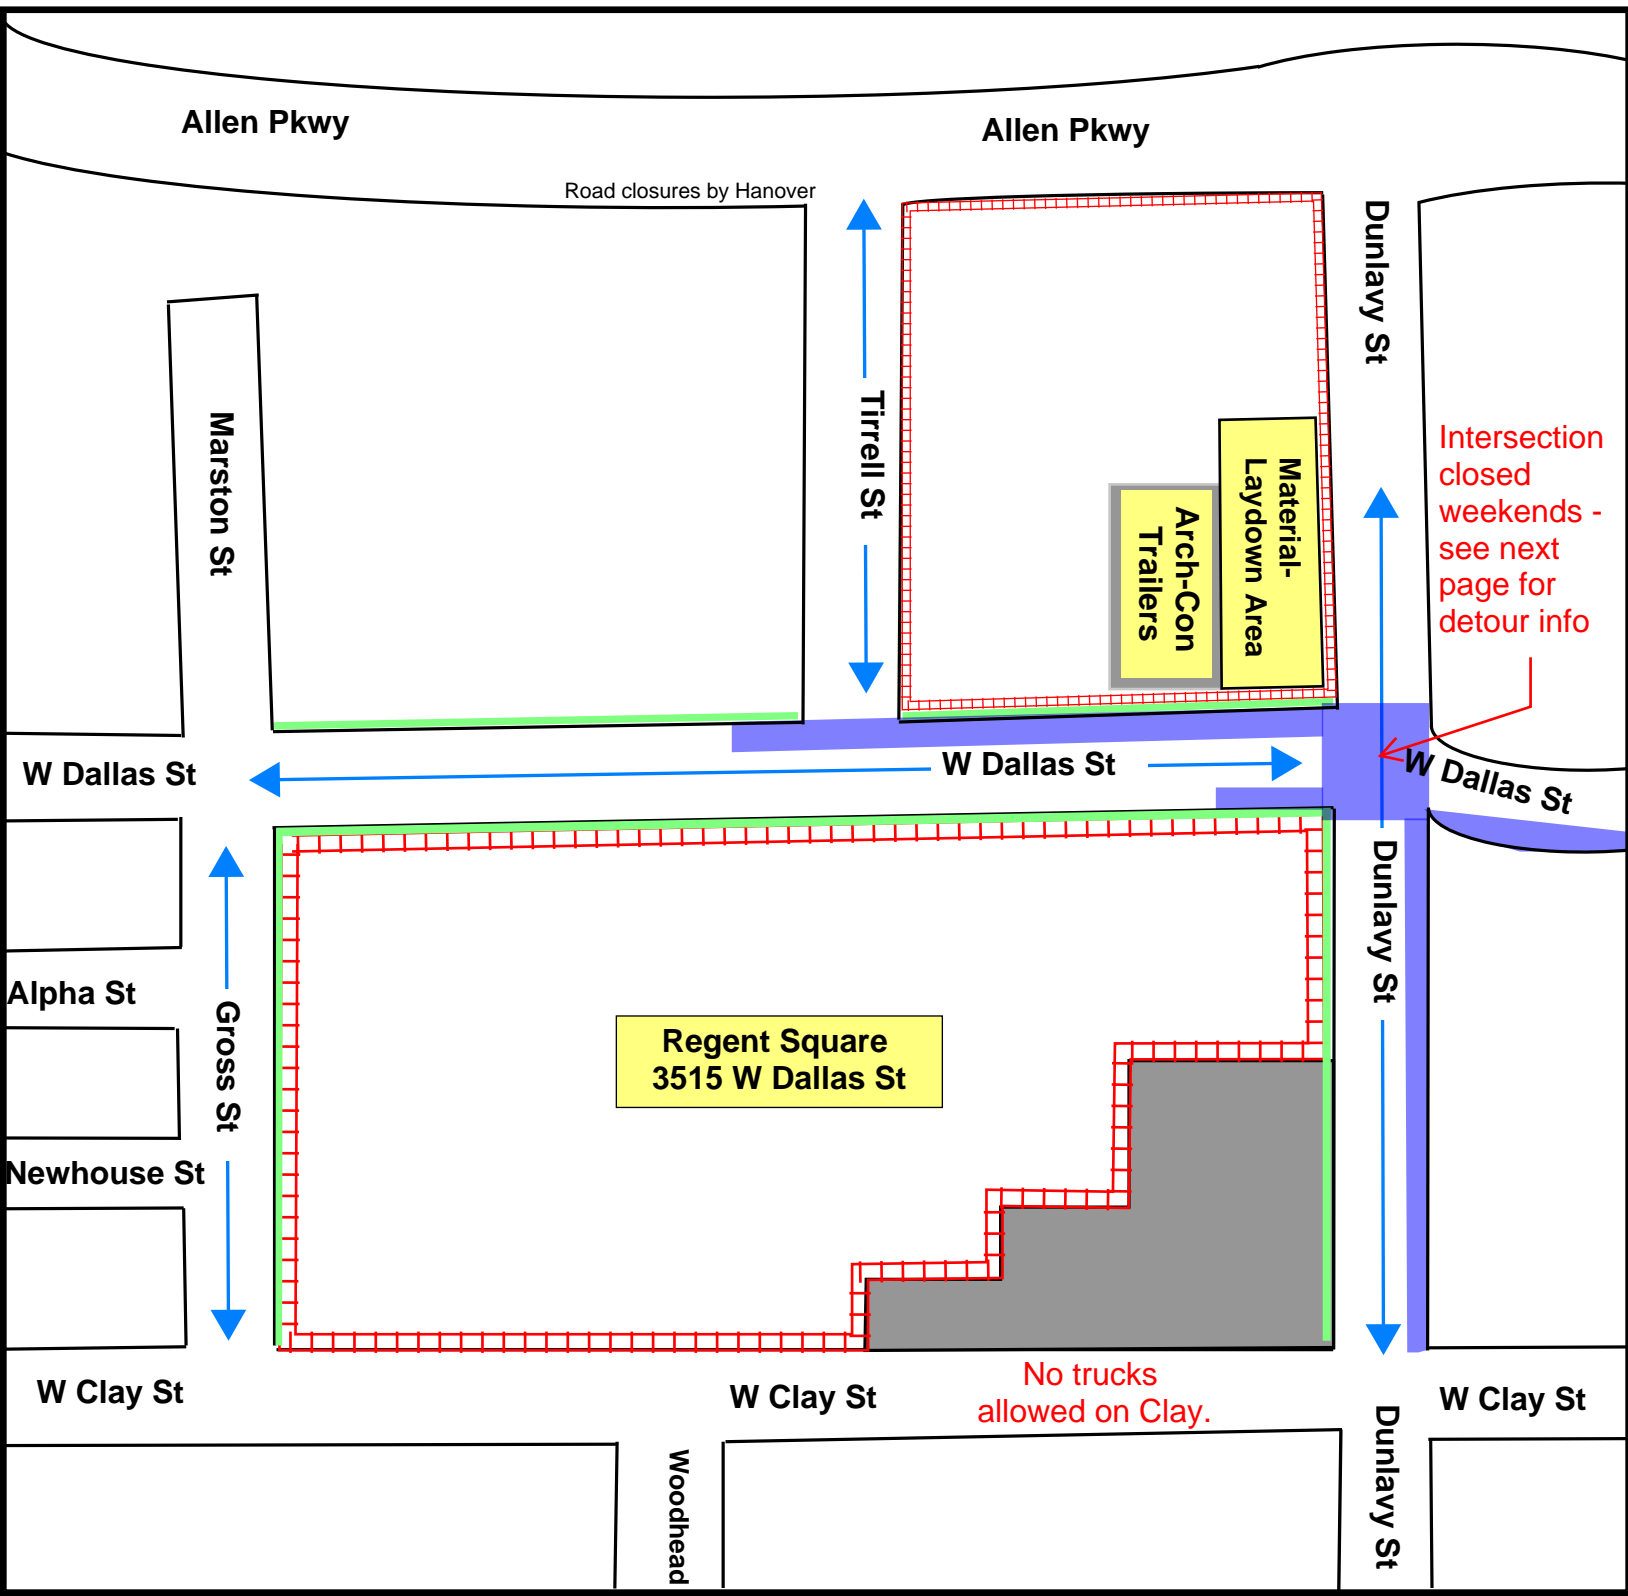 Allen Pkwy
Allen Pkwy
Road closures by Hanover
Dunlavy St
Marston St
Tirrell St
Material-
Laydown Area
Arch-Con
Trailers
Intersection
closed
weekends -
see next
page for
detour info
W Dallas St
W Dallas St
W Dallas St
Dunlavy St
Alpha St
Gross St
Regent Square
3515 W Dallas St
Newhouse St
W Clay St
W Clay St
No trucks
allowed on Clay.
W Clay St
Woodhead
Dunlavy St